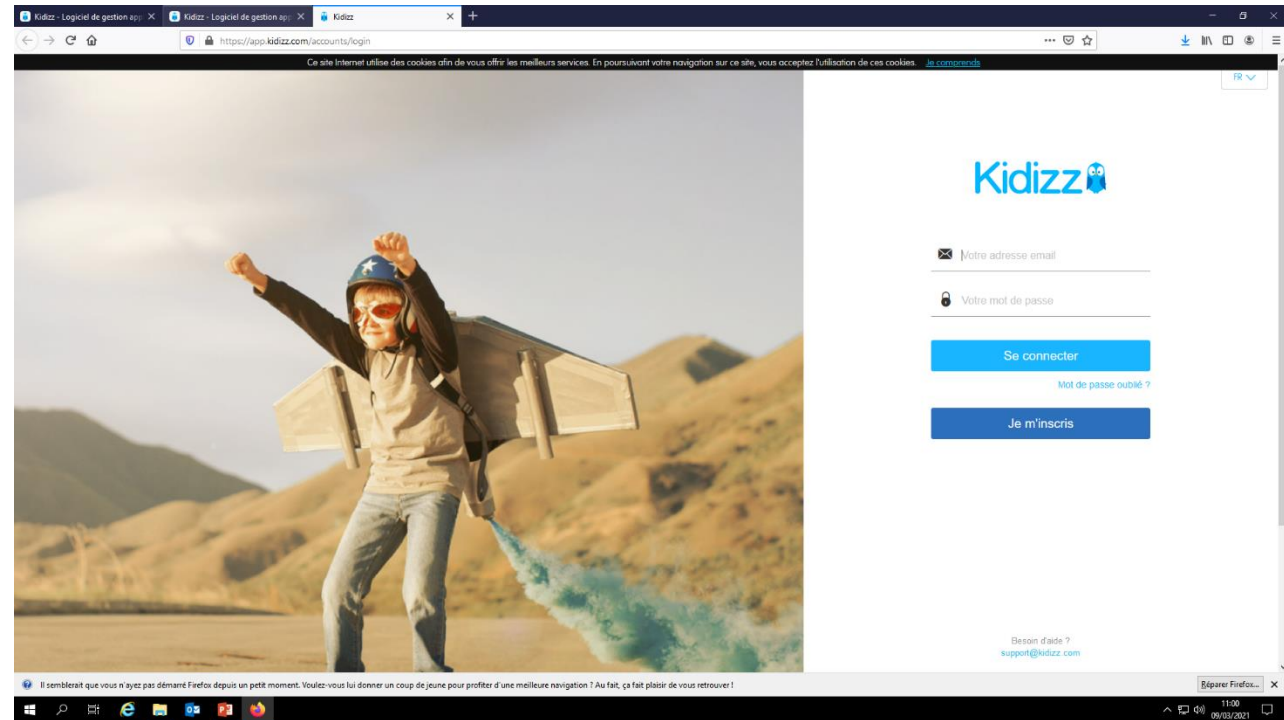 Kidizz - Logiciel de gestion app
Kidizz - Logiciel de gestion app
Kidizz
https://app.kidizz.com/accounts/login
Ce site Internet utilise des cookies afin de vous offrir les meilleurs services. En poursuivant votre navigation sur ce site, vous acceptez l'utilisation de ces cookies. Je comprends
FR
Kidizz
Votre adresse email
Votre mot de passe
Se connecter
Mot de passe oublié ?
Je m'inscris
Besoin d'aide ?
support@kidizz.com
Il semblerait que vous n'ayez pas démarré Firefox depuis un petit moment. Voulez-vous lui donner un coup de jeune pour profiter d'une meilleure navigation ? Au fait, ça fait plaisir de vous retrouver !
Réparer Firefox...
11:00
09/03/2021